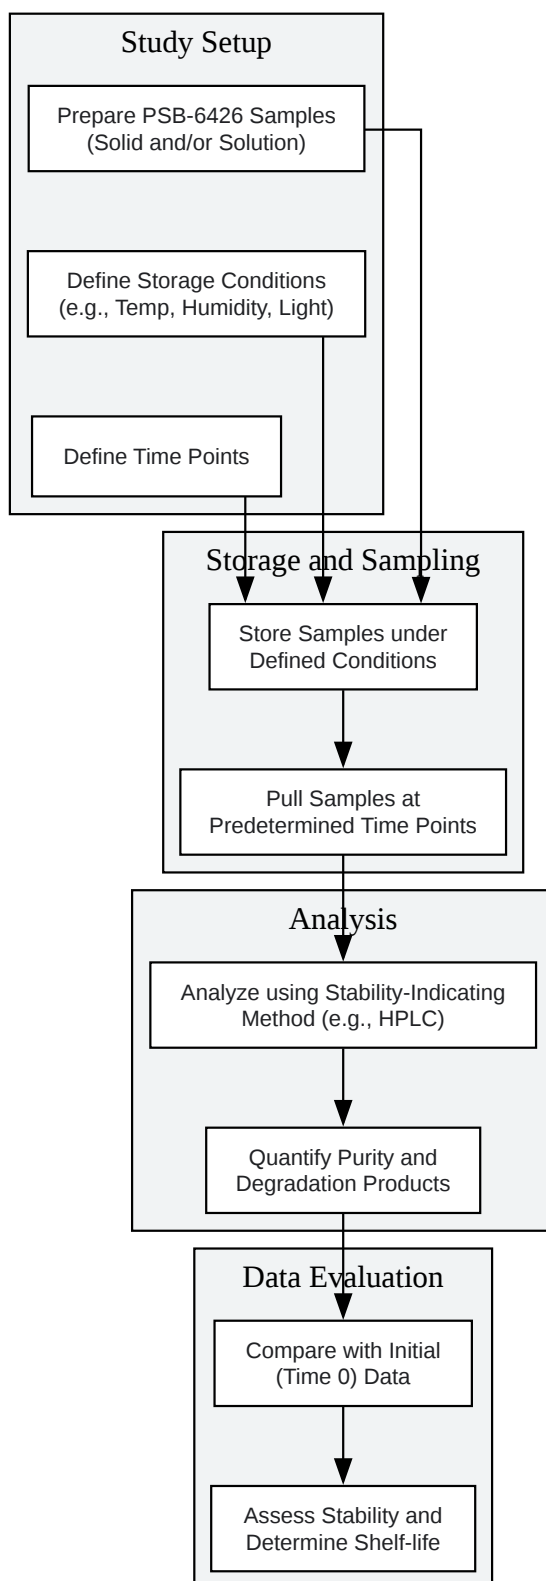 Study Setup
Prepare PSB-6426 Samples
(Solid and/or Solution)
Define Storage Conditions
(e.g., Temp, Humidity, Light)
Define Time Points
Storage and Sampling
Store Samples under
Defined Conditions
Pull Samples at
Predetermined Time Points
Analysis
Analyze using Stability-Indicating
Method (e.g., HPLC)
Quantify Purity and
Degradation Products
Data Evaluation
Compare with Initial
(Time 0) Data
Assess Stability and
Determine Shelf-life